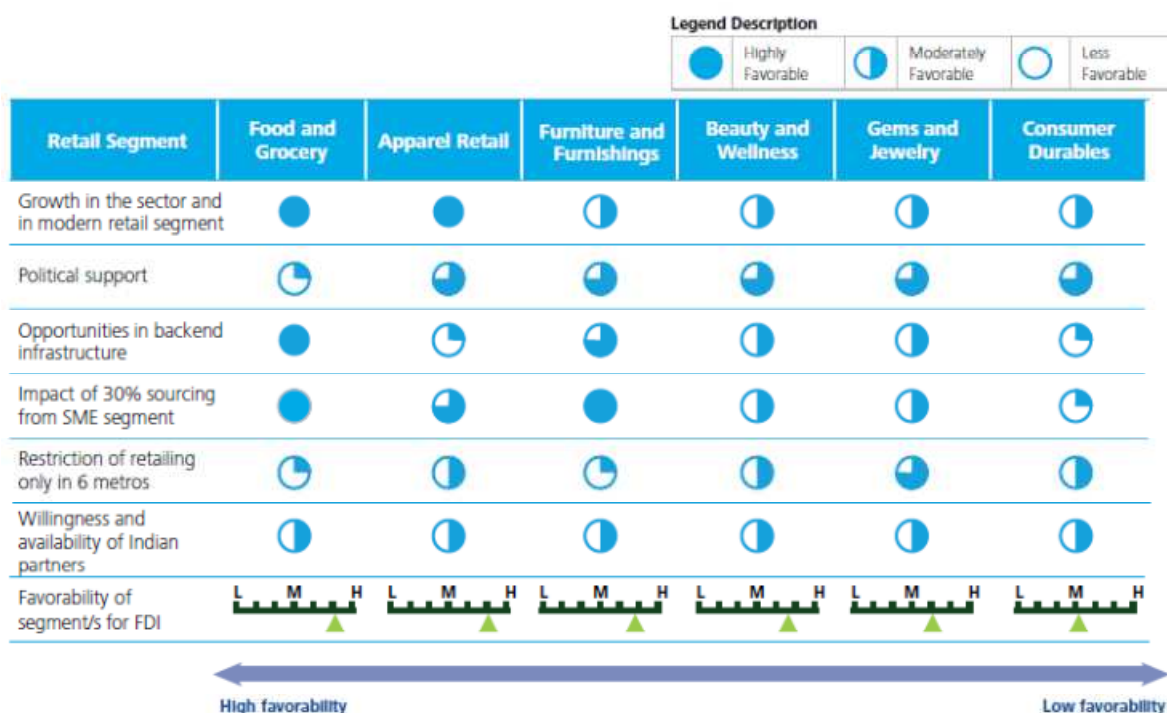 Legend Description
Highly
Favorable
Moderately
Favorable
Less
Favorable
Retail Segment
Food and
Grocery
Apparel Retail
Furniture and
Furnishings
Beauty and
Wellness
Gems and
Jewelry
Consumer
Durables
Growth in the sector and
in modern retail segment
Political support
Opportunities in backend
infrastructure
Impact of 30% sourcing
from SME segment
Restriction of retailing
only in 6 metros
Willingness and
availability of Indian
partners
Favorability of
segment/s for FDI
L M H L M H L M H L M H L M H L M H
High favorability Low favorability